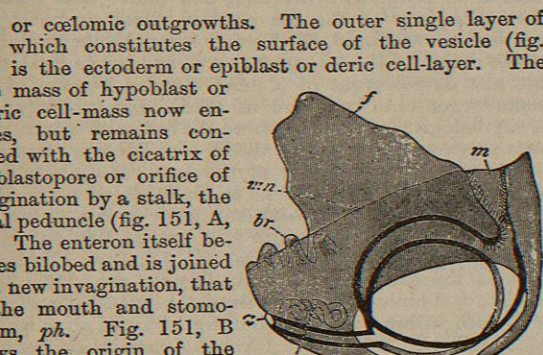 or cœlomic outgrowths. The outer single layer of
which constitutes the surface of the vesicle (fig.
is the ectoderm or epiblast or deric cell-layer. The
mass of hypoblast or
ric cell-mass now en-
es, but remains con-
ed with the cicatrix of
blastopore or orifice of
gination by a stalk, the
al peduncle (fig. 151, A,
The enteron itself be-
es bilobed and is joined
new invagination, that
the mouth and stomo-
m, ph. Fig. 151, B
the origin of the
f
m
v.n.
br
v